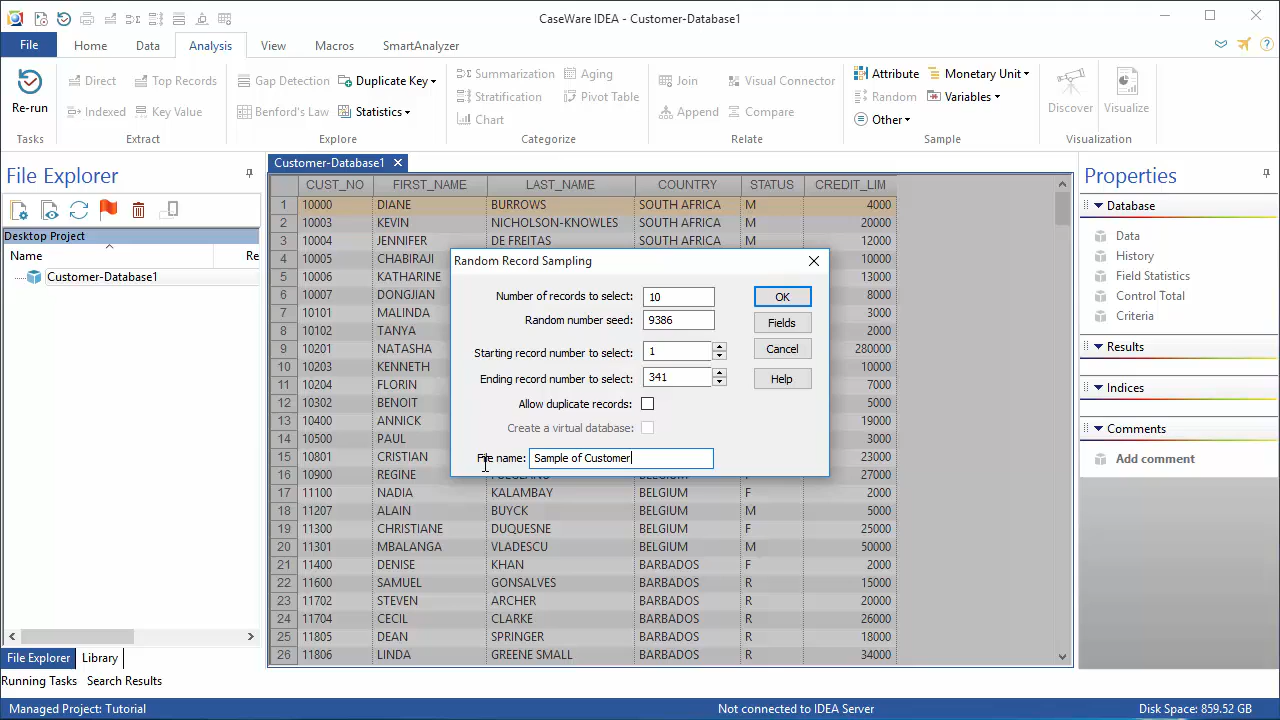 CaseWare IDEA - Customer-Database1
File Home Data Analysis View Macros SmartAnalyzer
Re-run
Tasks
Direct Top Records
Indexed Key Value
Extract
Gap Detection Duplicate Key
Benford's Law Statistics
Explore
Summarization Aging
Stratification Pivot Table
Chart
Categorize
Join Visual Connector
Append Compare
Relate
Attribute Monetary Unit
Random Variables
Other
Sample
Discover Visualize
Visualization
File Explorer
Desktop Project
Name Re
Customer-Database1
File Explorer Library
Running Tasks Search Results
Customer-Database1
CUST_NO FIRST_NAME LAST_NAME COUNTRY STATUS CREDIT_LIM
1 10000 DIANE BURROWS SOUTH AFRICA M 4000
2 10003 KEVIN NICHOLSON-KNOWLES SOUTH AFRICA M 20000
3 10004 JENNIFER DE FREITAS SOUTH AFRICA M 12000
4 10005 CHABIRAJI 10000
5 10006 KATHARINE 13000
6 10007 DONGJIAN 8000
7 10101 MALINDA 3000
8 10102 TANYA 2000
9 10201 NATASHA 280000
10 10203 KENNETH 10000
11 10204 FLORIN 7000
12 10302 BENOIT 5000
13 10400 ANNICK 19000
14 10500 PAUL 3000
15 10801 CRISTIAN 26000
16 10900 REGINE 27000
17 11100 NADIA KALAMBAY BELGIUM F 2000
18 11207 ALAIN BUYCK BELGIUM M 5000
19 11300 CHRISTIANE DUQUESNE BELGIUM F 25000
20 11301 MBALANGA VLADESCU BELGIUM M 50000
21 11400 DENISE KHAN BARBADOS F 2000
22 11600 SAMUEL GONSALVES BARBADOS R 15000
23 11702 STEVEN ARCHER BARBADOS R 20000
24 11704 CECIL CLARKE BARBADOS R 26000
25 11805 DEAN SPRINGER BARBADOS R 18000
26 11806 LINDA GREENE SMALL BARBADOS R 34000
Random Record Sampling
Number of records to select: 10 OK
Random number seed: 9386 Fields
Starting record number to select: 1 Cancel
Ending record number to select: 341 Help
Allow duplicate records:
Create a virtual database:
File name: Sample of Customer
Properties
Database
Data
History
Field Statistics
Control Total
Criteria
Results
Indices
Comments
Add comment
Managed Project: Tutorial Not connected to IDEA Server Disk Space: 859.52 GB